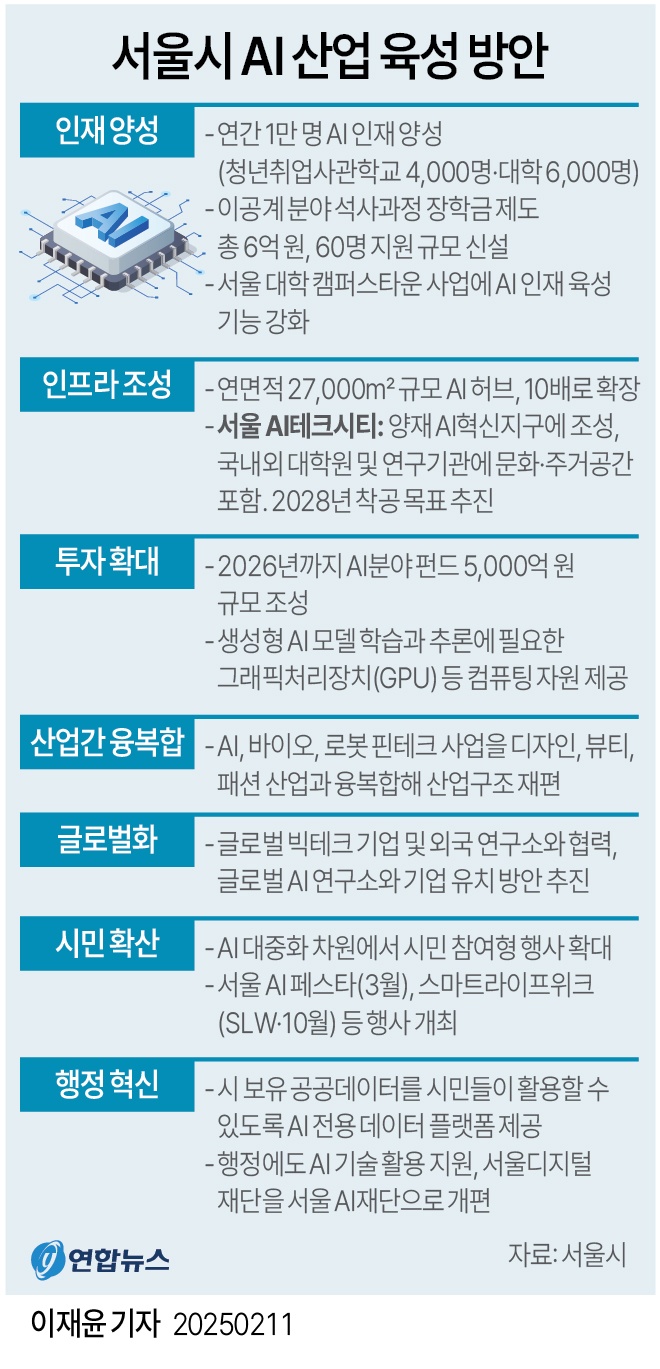 서울시 AI 산업 육성 방안
인재 양성
- 연간 1만 명 AI 인재 양성
(청년취업사관학교 4,000명·대학 6,000명)
- 이공계 분야 석사과정 장학금 제도
총 6억 원, 60명 지원 규모 신설
- 서울 대학 캠퍼스타운 사업에 AI 인재 육성
기능 강화
AI
인프라 조성
- 연면적 27,000m² 규모 AI 허브, 10배로 확장
- 서울 AI테크시티: 양재 AI혁신지구에 조성,
국내외 대학원 및 연구기관에 문화·주거공간
포함. 2028년 착공 목표 추진
투자 확대
- 2026년까지 AI분야 펀드 5,000억 원
규모 조성
- 생성형 AI 모델 학습과 추론에 필요한
그래픽처리장치(GPU) 등 컴퓨팅 자원 제공
산업간 융복합
- AI, 바이오, 로봇 핀테크 사업을 디자인, 뷰티,
패션 산업과 융복합해 산업구조 재편
글로벌화
- 글로벌 빅테크 기업 및 외국 연구소와 협력,
글로벌 AI 연구소와 기업 유치 방안 추진
시민 확산
- AI 대중화 차원에서 시민 참여형 행사 확대
- 서울 AI 페스타(3월), 스마트라이프위크
(SLW·10월) 등 행사 개최
행정 혁신
- 시 보유 공공데이터를 시민들이 활용할 수
있도록 AI 전용 데이터 플랫폼 제공
- 행정에도 AI 기술 활용 지원, 서울디지털
재단을 서울 AI재단으로 개편
y 연합뉴스
자료: 서울시
이재윤 기자 20250211